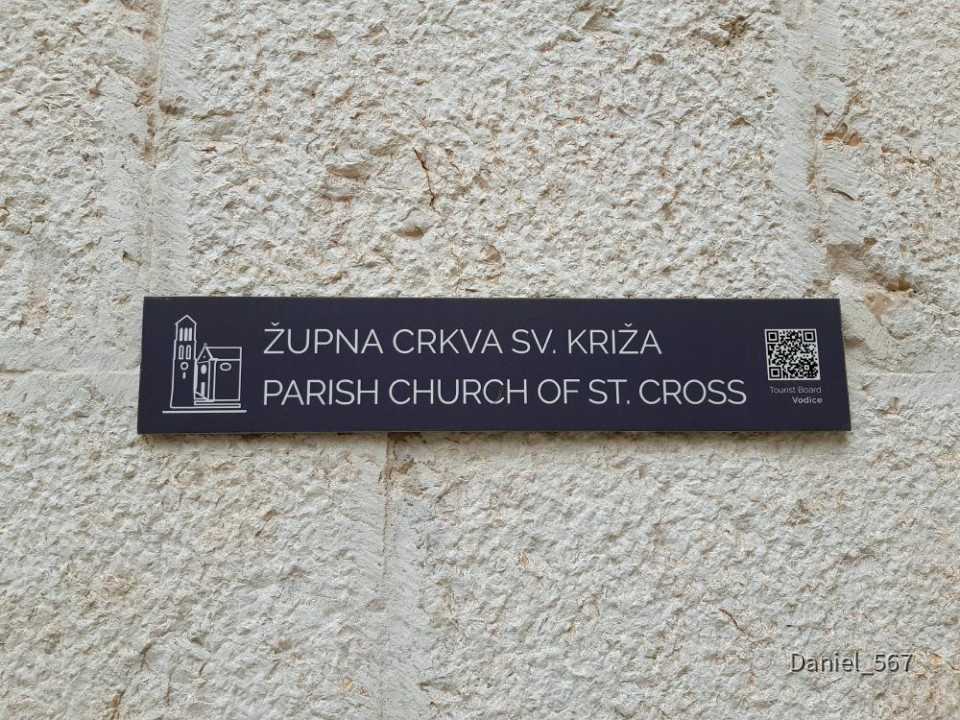 ŽUPNA CRKVA SV. KRIŽA
PARISH CHURCH OF ST. CROSS
Tourist Board
Vodice
Daniel_567